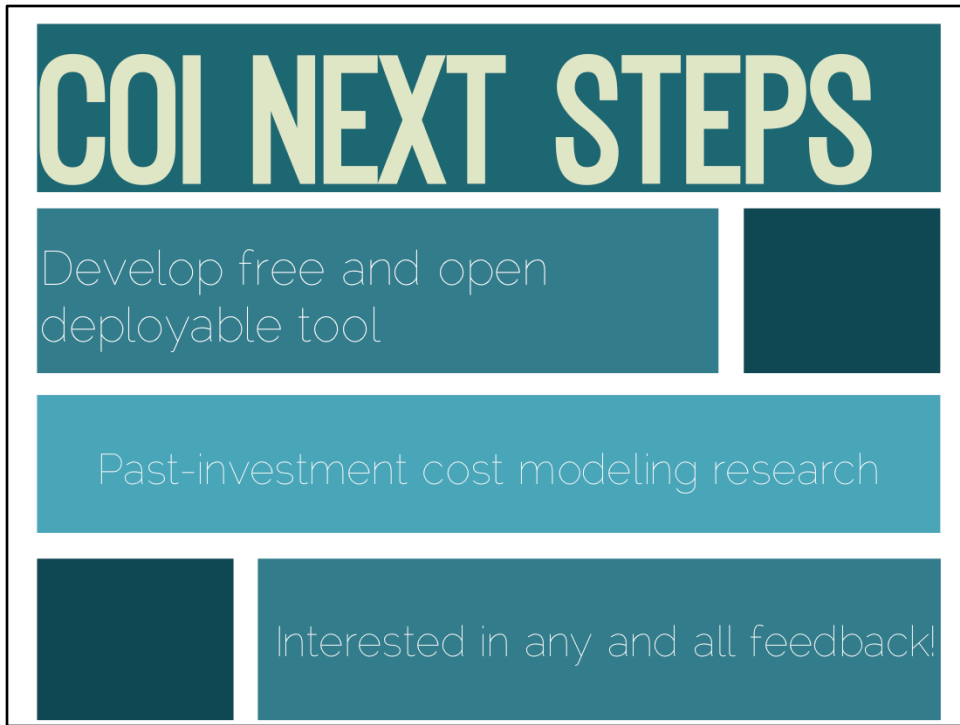 COI NEXT STEPS
Develop free and open
deployable tool
Past-investment cost modeling research
Interested in any and all feedback!